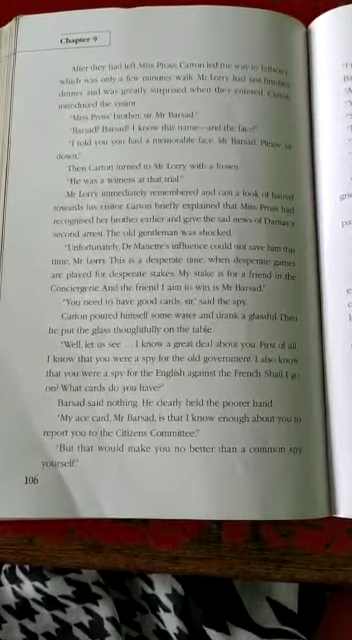 Chapter 9
After they had left Miss Pross, Carton led the way to Tellson's,
which was only a few minutes' walk. Mr Lorry had just finished
dinner and was greatly surprised when they entered. Carton
introduced the visitor.
"Miss Pross' brother, sir. Mr Barsad."
"Barsad? Barsad? I know this name—and the face!"
"I told you you had a memorable face, Mr Barsad. Please sit
down."
Then Carton turned to Mr Lorry with a frown.
"He was a witness at that trial."
Mr Lorry immediately remembered and cast a look of hatred
towards his visitor. Carton briefly explained that Miss Pross had
recognised her brother earlier and gave the sad news of Darnay's
second arrest. The old gentleman was shocked.
"Unfortunately, Dr Manette's influence could not save him this
time, Mr Lorry. This is a desperate time, when desperate games
are played for desperate stakes. My stake is for a friend in the
Conciergerie. And the friend I aim to win is Mr Barsad."
"You need to have good cards, sir," said the spy.
Carton poured himself some water and drank a glassful. Then
he put the glass thoughtfully on the table.
"Well, let us see … I know a great deal about you. First of all,
I know that you were a spy for the old government. I also know
that you were a spy for the English against the French. Shall I go
on? What cards do you have?"
Barsad said nothing. He clearly held the poorer hand.
"My ace card, Mr Barsad, is that I know enough about you to
report you to the Citizens Committee."
"But that would make you no better than a common spy
yourself."
106